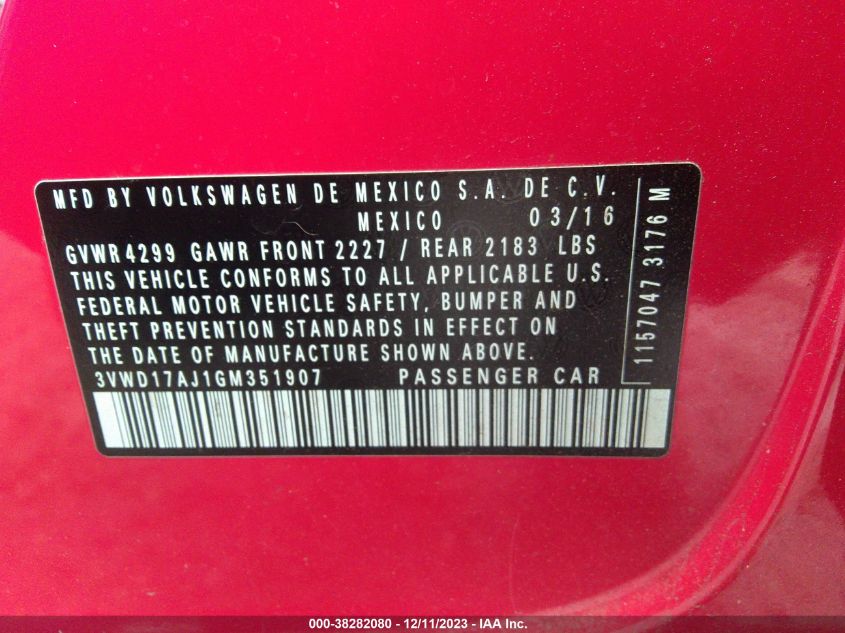 MFD BY VOLKSWAGEN DE MEXICO S.A. DE C.V.
MEXICO 03/16
GVWR 4299 GAWR FRONT 2227 / REAR 2183 LBS
THIS VEHICLE CONFORMS TO ALL APPLICABLE U.S.
FEDERAL MOTOR VEHICLE SAFETY, BUMPER AND
THEFT PREVENTION STANDARDS IN EFFECT ON
THE DATE OF MANUFACTURE SHOWN ABOVE.
3VWD17AJ1GM351907 PASSENGER CAR
1157047 3176 M
000-38282080 - 12/11/2023 - IAA Inc.